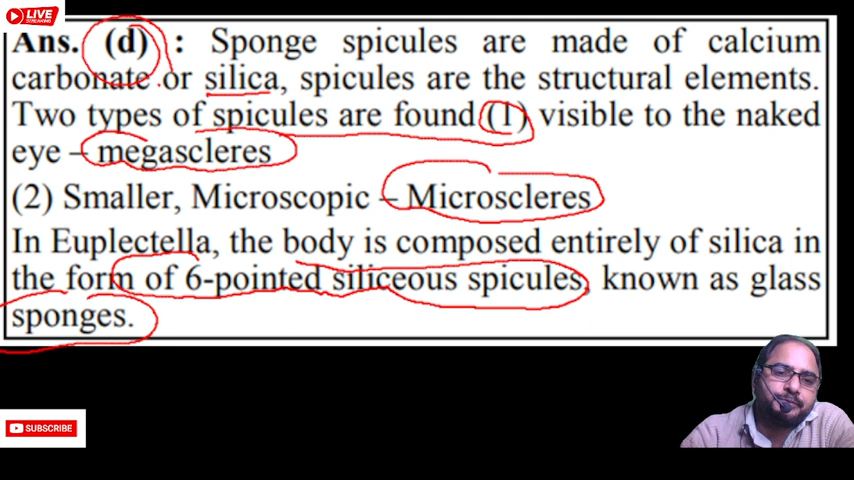 LIVE
STREAMING
Ans. (d) : Sponge spicules are made of calcium
carbonate or silica, spicules are the structural elements.
Two types of spicules are found (1) visible to the naked
eye – megascleres
(2) Smaller, Microscopic – Microscleres
In Euplectella, the body is composed entirely of silica in
the form of 6-pointed siliceous spicules, known as glass
sponges.
SUBSCRIBE